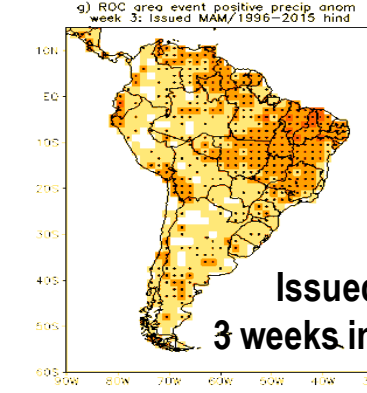 g) ROC area event positive precip anom
week 3: Issued MAM/1996–2015 hind
10N
EQ
10S
20S
30S
40S
50S
60S
90W 80W 70W 60W 50W 40W 3
Issued
3 weeks in